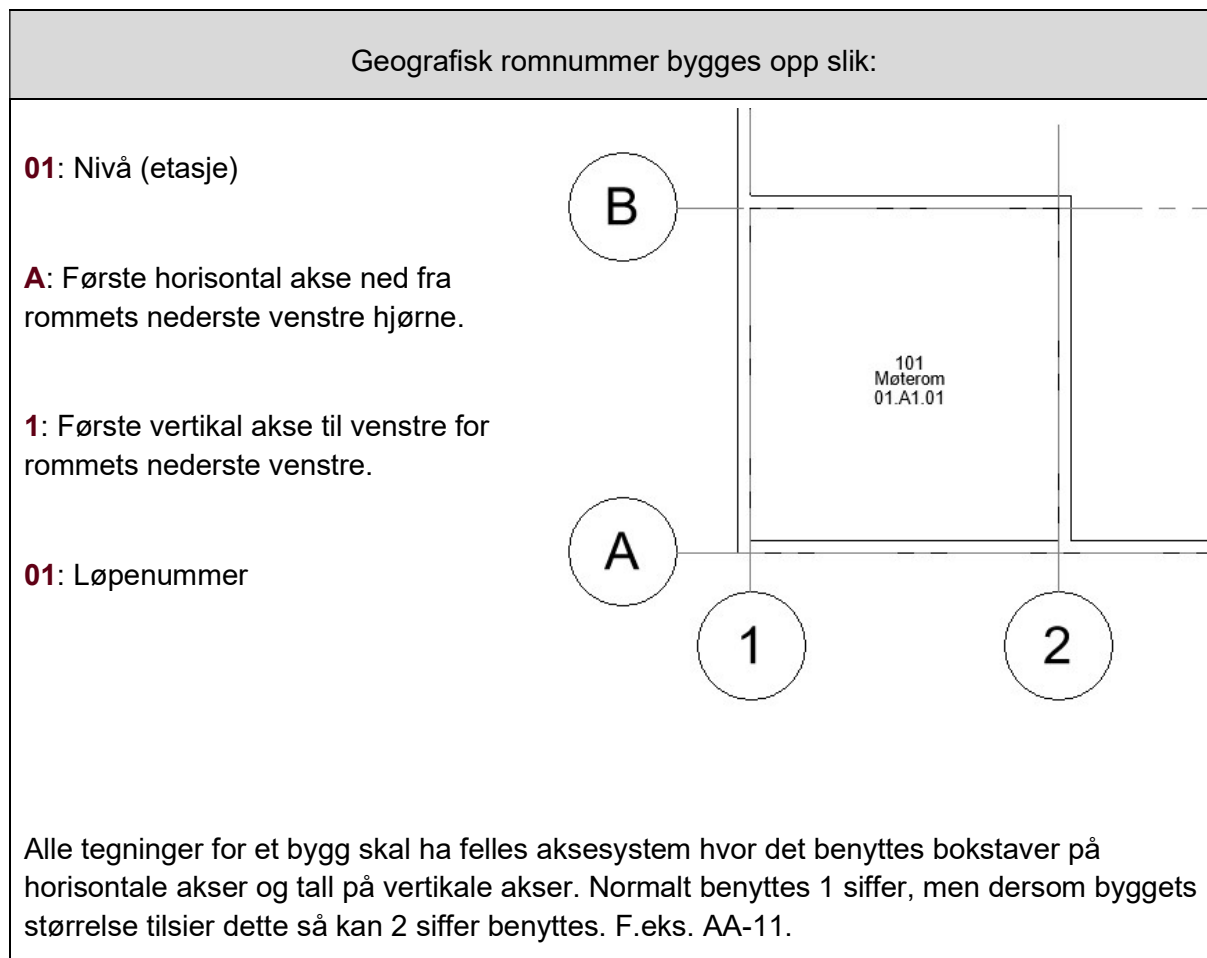 Geografisk romnummer bygges opp slik:
01: Nivå (etasje)
A: Første horisontal akse ned fra
rommets nederste venstre hjørne.
1: Første vertikal akse til venstre for
rommets nederste venstre.
01: Løpenummer
B
101
Møterom
01.A1.01
A
1
2
Alle tegninger for et bygg skal ha felles aksesystem hvor det benyttes bokstaver på
horisontale akser og tall på vertikale akser. Normalt benyttes 1 siffer, men dersom byggets
størrelse tilsier dette så kan 2 siffer benyttes. F.eks. AA-11.